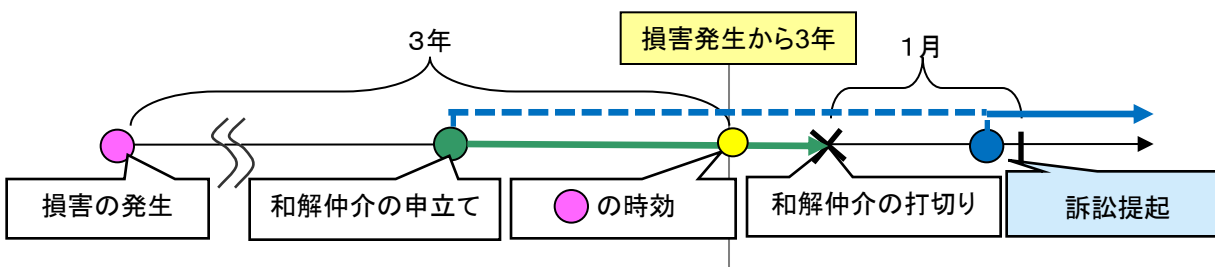 3年
損害発生から3年
1月
損害の発生
和解仲介の申立て
の時効
和解仲介の打切り
訴訟提起